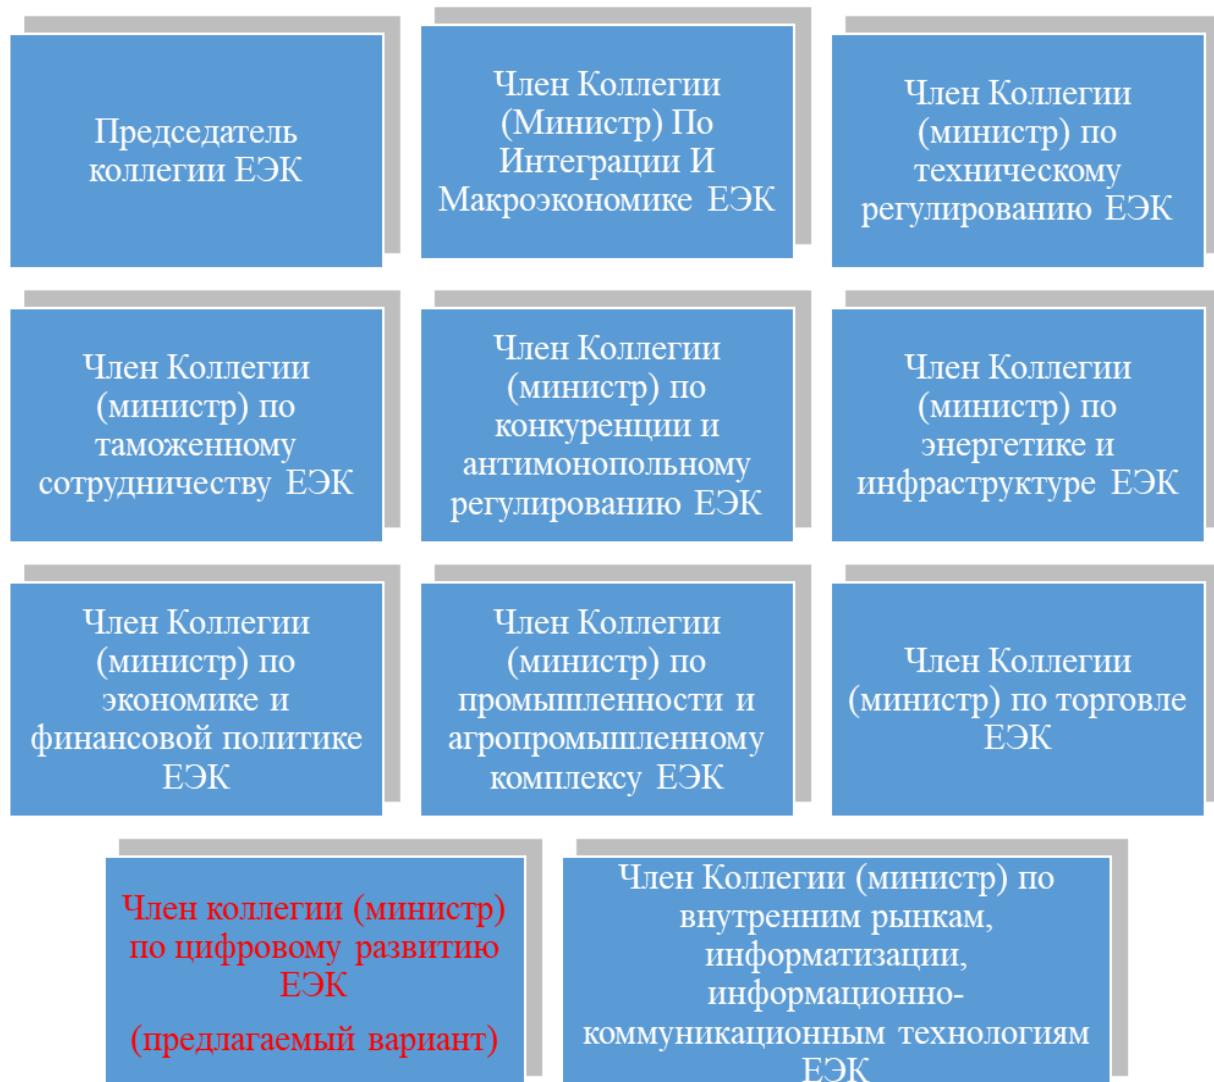 Председатель
коллегии ЕЭК
Член Коллегии
(Министр) По
Интеграции И
Макроэкономике ЕЭК
Член Коллегии
(министр) по
техническому
регулированию ЕЭК
Член Коллегии
(министр) по
таможенному
сотрудничеству ЕЭК
Член Коллегии
(министр) по
конкуренции и
антимонопольному
регулированию ЕЭК
Член Коллегии
(министр) по
энергетике и
инфраструктуре ЕЭК
Член Коллегии
(министр) по
экономике и
финансовой политике
ЕЭК
Член Коллегии
(министр) по
промышленности и
агропромышленному
комплексу ЕЭК
Член Коллегии
(министр) по торговле
ЕЭК
Член коллегии (министр)
по цифровому развитию
ЕЭК
(предлагаемый вариант)
Член Коллегии (министр) по
внутренним рынкам,
информатизации,
информационно-
коммуникационным технологиям
ЕЭК